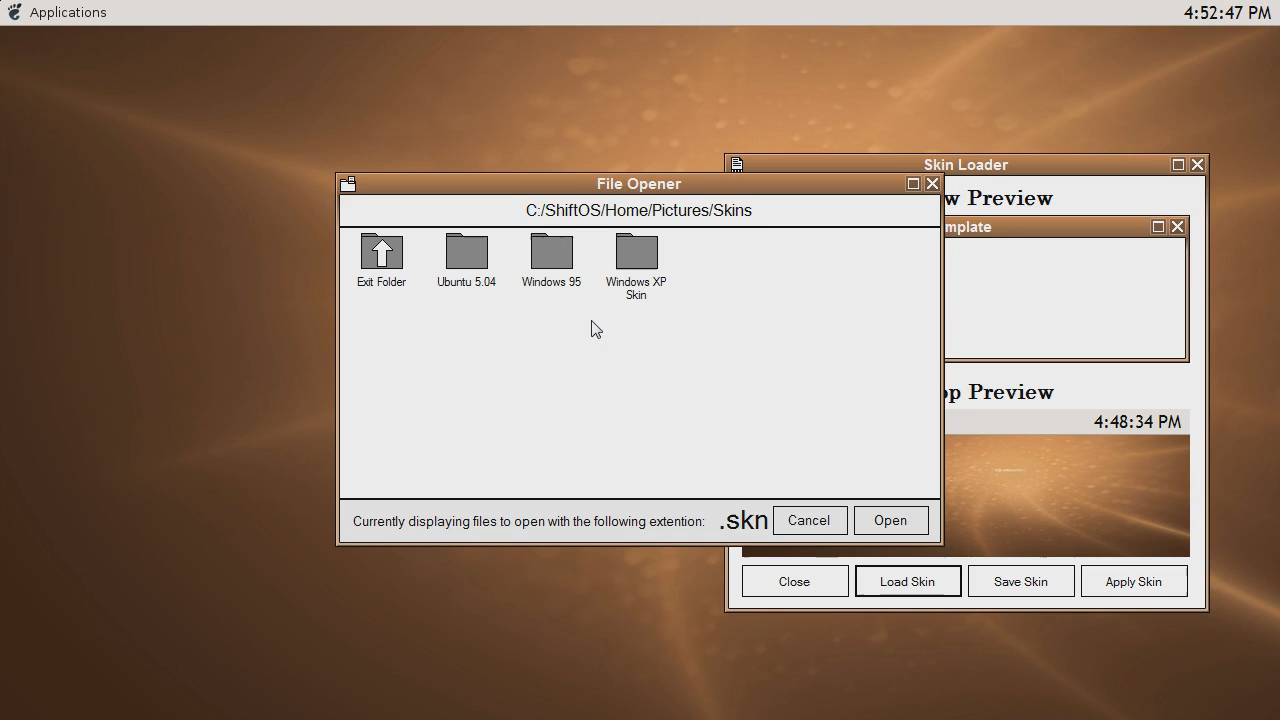 Applications
4:52:47 PM
Skin Loader
File Opener
w Preview
C:/ShiftOS/Home/Pictures/Skins
mplate
Exit Folder
Ubuntu 5.04
Windows 95
Windows XP
Skin
op Preview
4:48:34 PM
Currently displaying files to open with the following extention: .skn
Cancel
Open
Close
Load Skin
Save Skin
Apply Skin